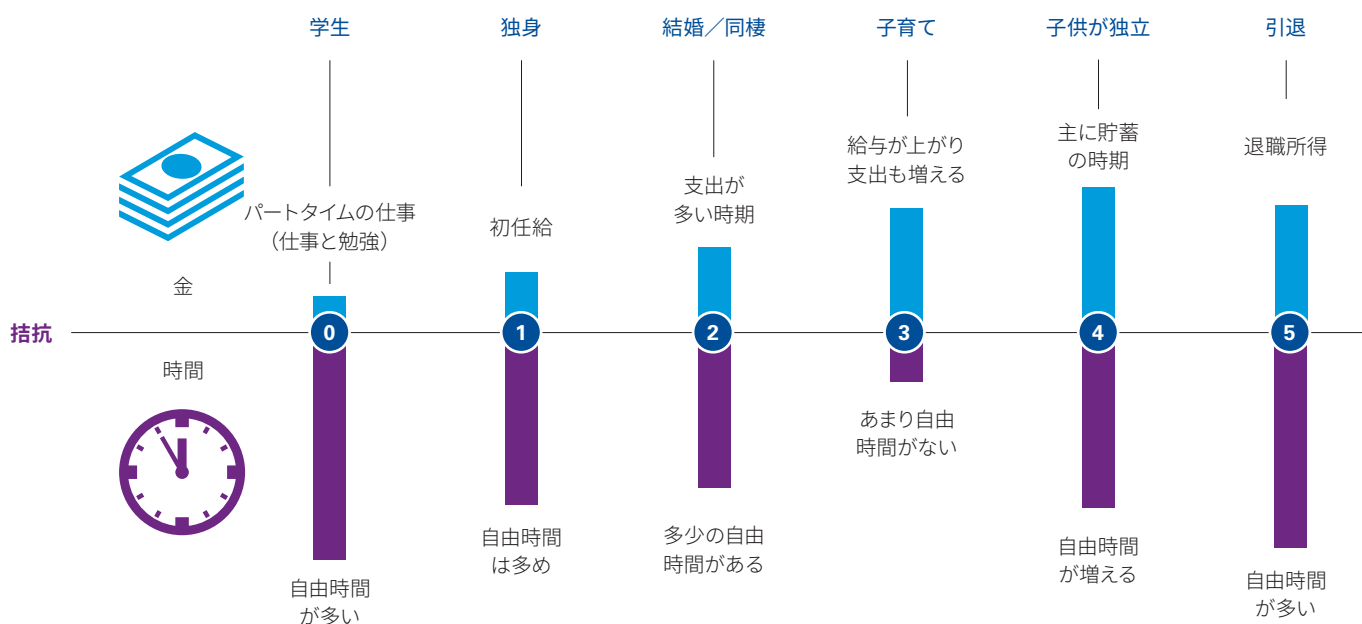 学生
独身
結婚／同棲
子育て
子供が独立
引退
パートタイムの仕事
（仕事と勉強）
初任給
支出が
多い時期
給与が上がり
支出も増える
主に貯蓄
の時期
退職所得
金
拮抗
0
1
2
3
4
5
時間
自由時間
が多い
自由時間
は多め
多少の自由
時間がある
あまり自由
時間がない
自由時間
が増える
自由時間
が多い